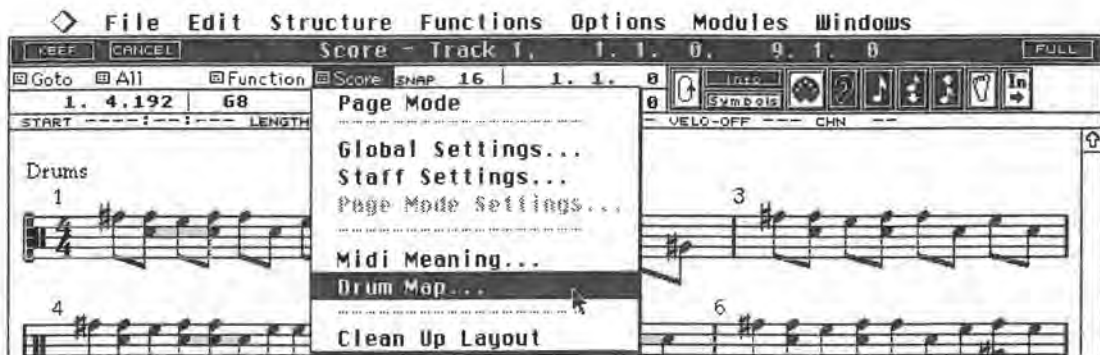 File Edit Structure Functions Options Modules Windows
KEEP CANCEL Score - Track 1, 1. 1. 0, 9. 1. 0 FULL
Goto All Function Score SNAP 16 1. 1. 0 Info
1. 4.192 G8 0 Symbols In
START ----:--:--- LENGTH -- VELO-OFF --- CHN --
Page Mode
Global Settings...
Staff Settings...
Page Mode Settings...
Midi Meaning...
Drum Map...
Clean Up Layout
Drums
1 3
4 4
4 6